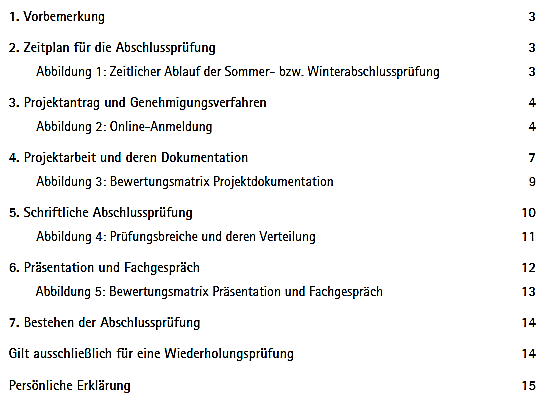 1. Vorbemerkung 3
2. Zeitplan für die Abschlussprüfung 3
Abbildung 1: Zeitlicher Ablauf der Sommer- bzw. Winterabschlussprüfung 3
3. Projektantrag und Genehmigungsverfahren 4
Abbildung 2: Online-Anmeldung 4
4. Projektarbeit und deren Dokumentation 7
Abbildung 3: Bewertungsmatrix Projektdokumentation 9
5. Schriftliche Abschlussprüfung 10
Abbildung 4: Prüfungsbreiche und deren Verteilung 11
6. Präsentation und Fachgespräch 12
Abbildung 5: Bewertungsmatrix Präsentation und Fachgespräch 13
7. Bestehen der Abschlussprüfung 14
Gilt ausschließlich für eine Wiederholungsprüfung 14
Persönliche Erklärung 15